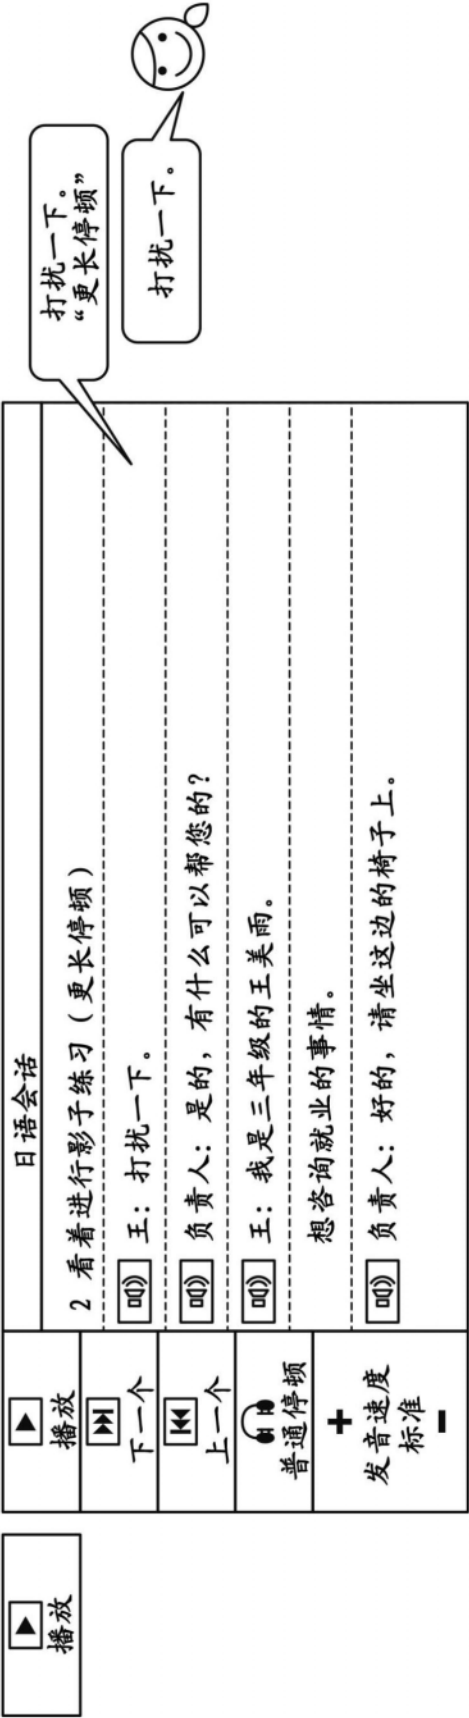 日语会话
2 看着进行影子练习（更长停顿）
王：打扰一下。
负责人：是的，有什么可以帮您的？
王：我是三年级的王美雨。
想咨询就业的事情。
负责人：好的，请坐这边的椅子上。
打扰一下。
“更长停顿”
打扰一下。
播放
下一个
上一个
普通停顿
+
发音速度
标准
-
播放